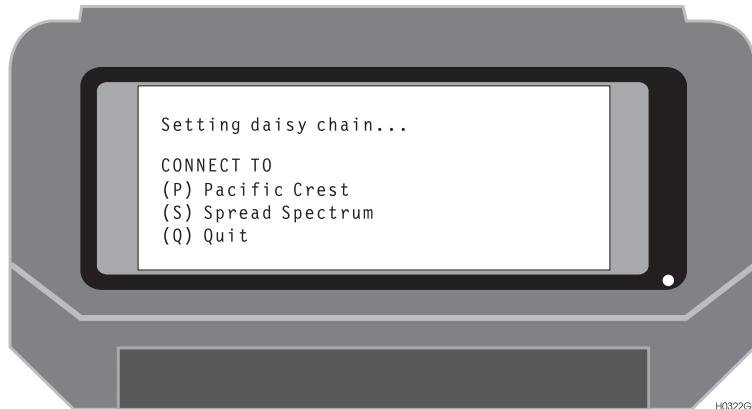 Setting daisy chain...
CONNECT TO
(P) Pacific Crest
(S) Spread Spectrum
(Q) Quit
H0322G